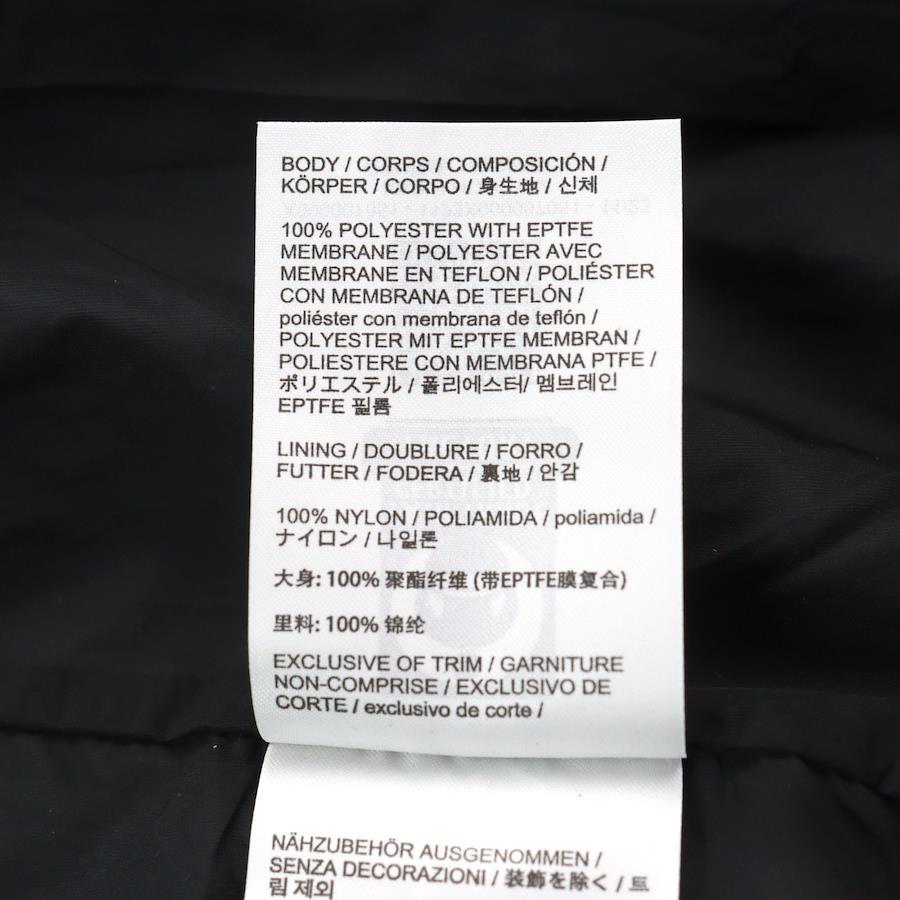 BODY / CORPS / COMPOSICIÓN /
KÖRPER / CORPO / 身生地 / 신체
100% POLYESTER WITH EPTFE
MEMBRANE / POLYESTER AVEC
MEMBRANE EN TEFLON / POLIÉSTER
CON MEMBRANA DE TEFLÓN /
poliéster con membrana de teflón /
POLYESTER MIT EPTFE MEMBRAN /
POLIESTERE CON MEMBRANA PTFE /
ポリエステル / 폴리에스터/ 멤브레인
EPTFE 필름
LINING / DOUBLURE / FORRO /
FUTTER / FODERA / 裏地 / 안감
100% NYLON / POLIAMIDA / poliamida /
ナイロン / 나일론
大身: 100% 聚酯纤维 (带EPTFE膜复合)
里料: 100% 锦纶
EXCLUSIVE OF TRIM / GARNITURE
NON-COMPRISE / EXCLUSIVO DE
CORTE / exclusivo de corte /
NÄHZUBEHÖR AUSGENOMMEN /
SENZA DECORAZIONI / 装飾を除く / 트
림 제외